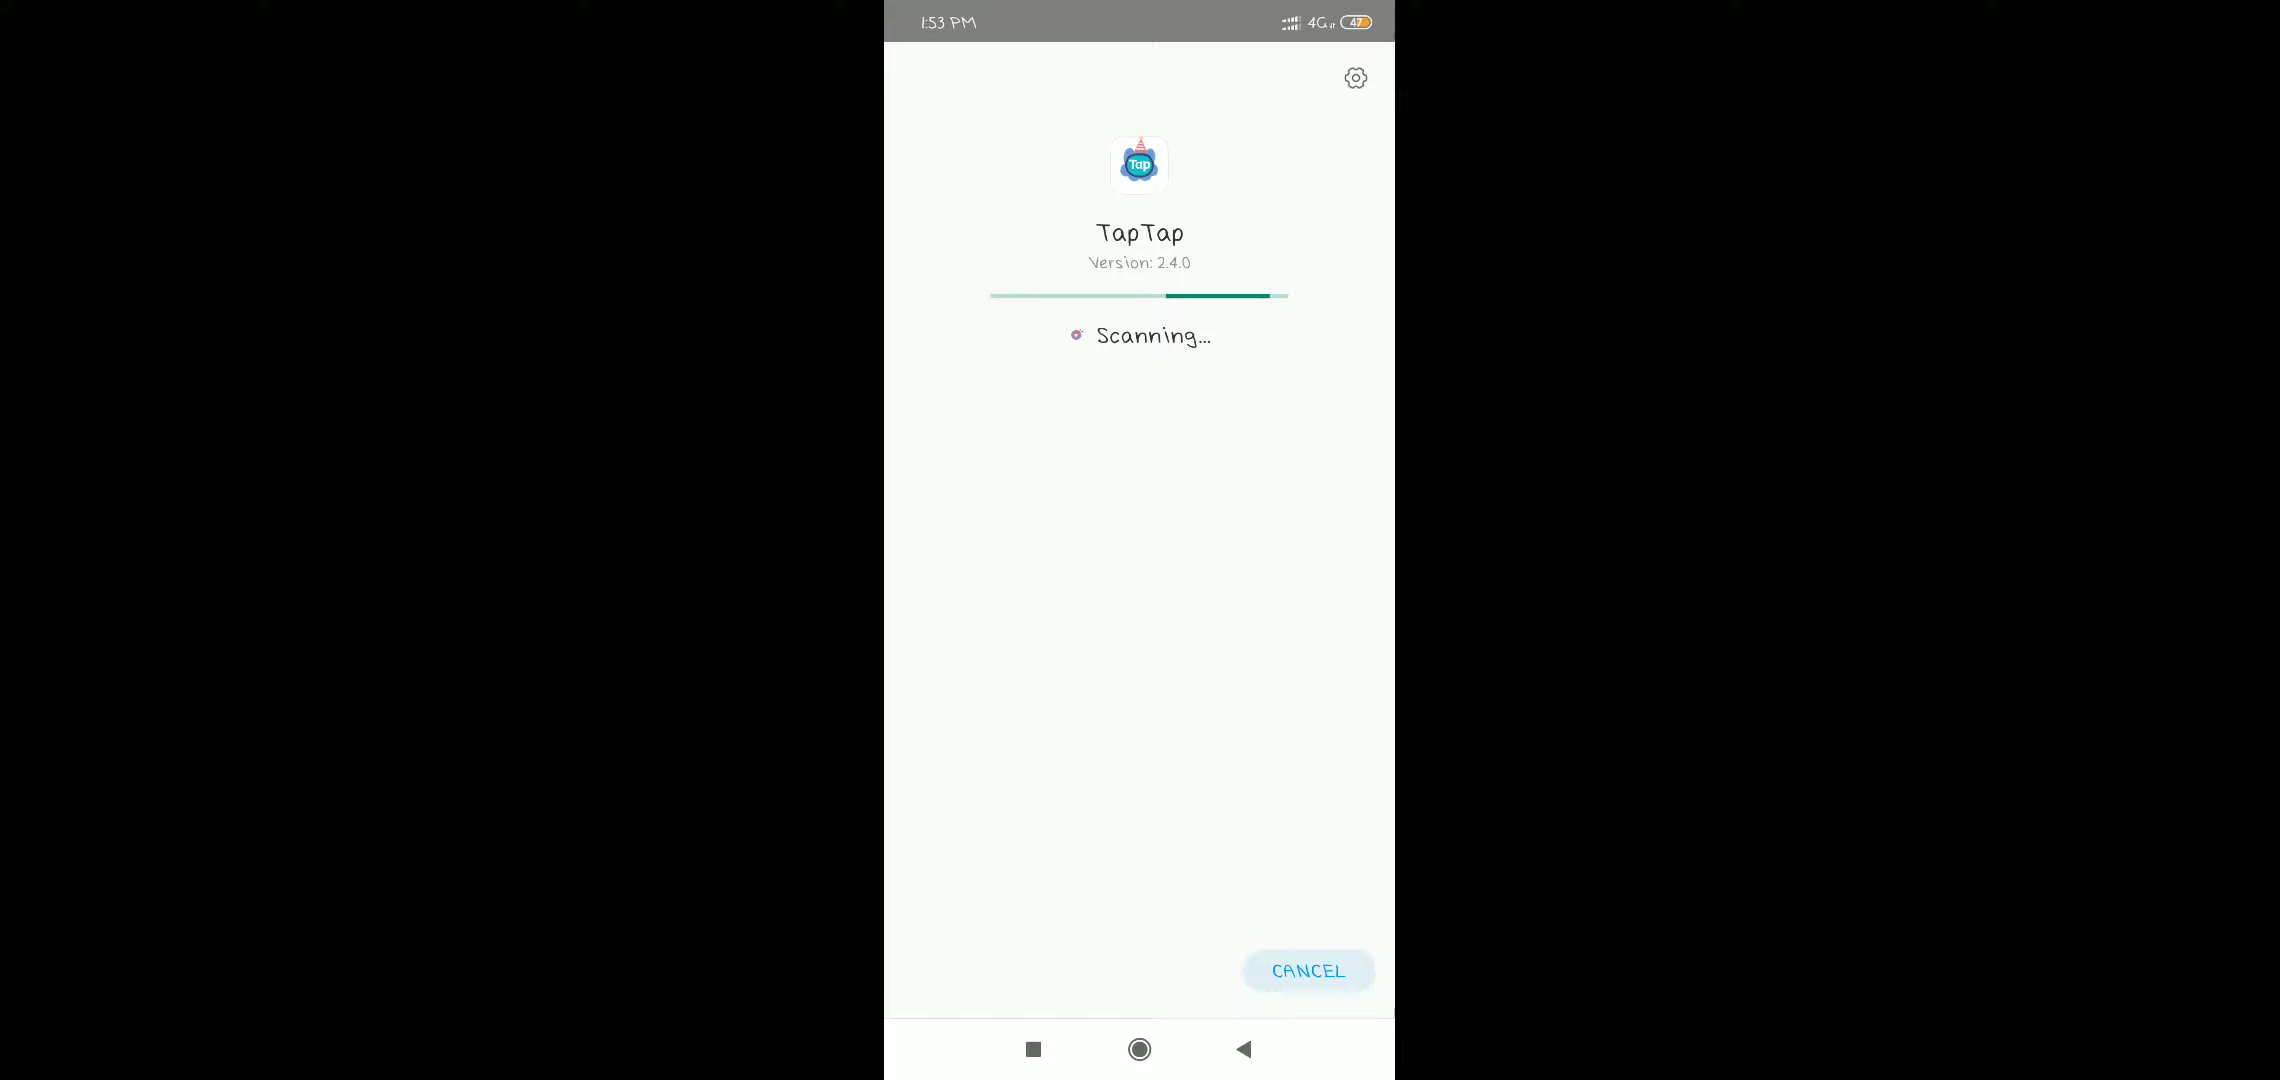 1:53 PM
4G 47
Tap
TapTap
Version: 2.4.0
Scanning...
CANCEL